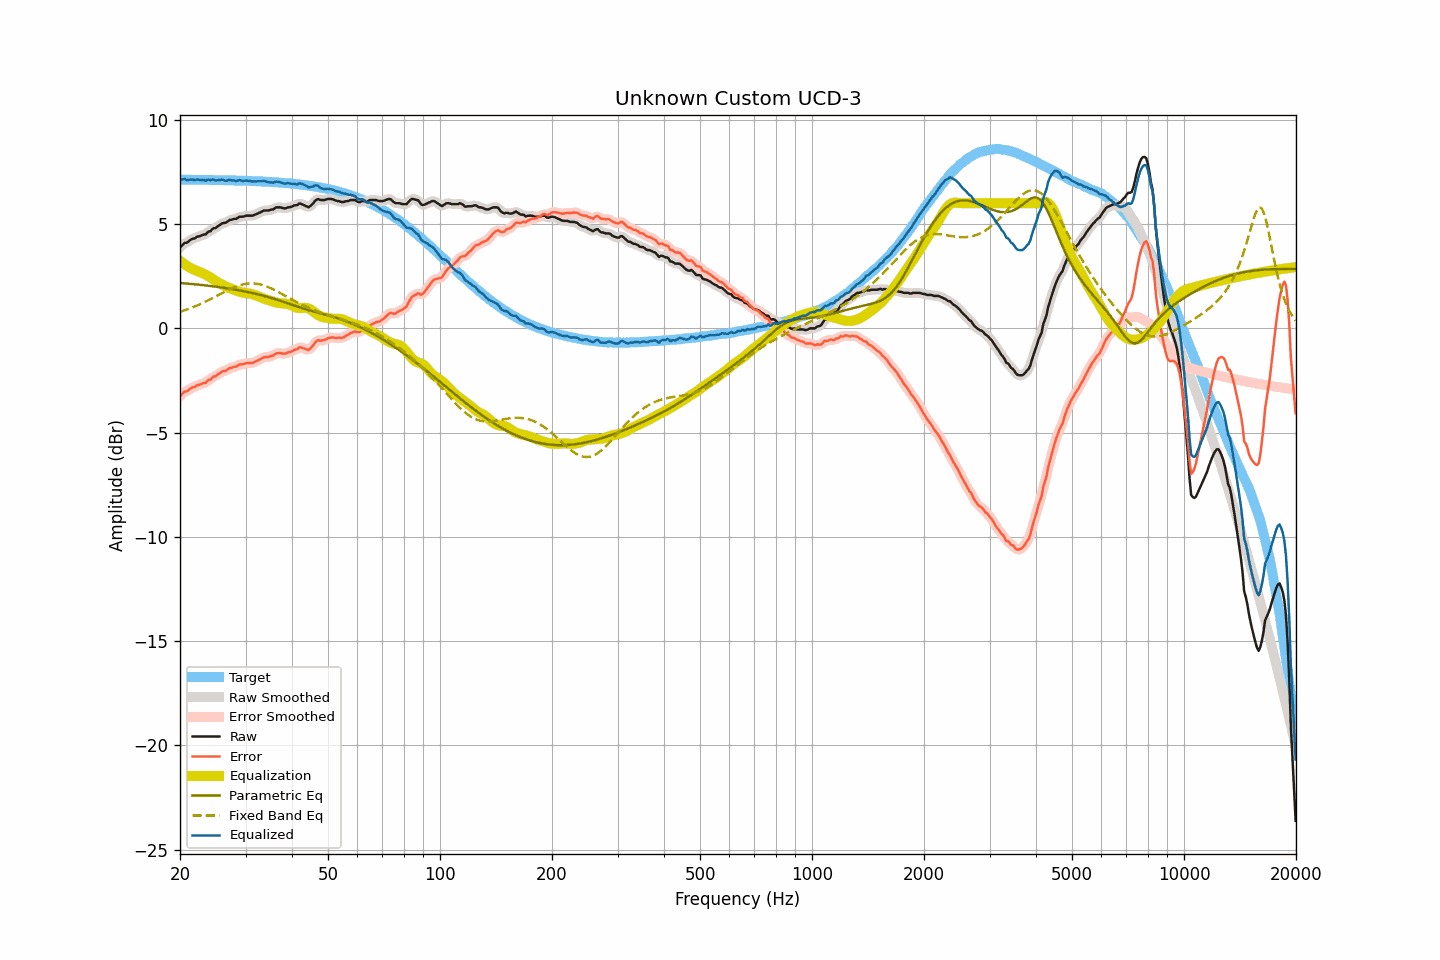 Unknown Custom UCD-3
10
5
0
−5
−10
−15
−20
−25
Amplitude (dBr)
Target
Raw Smoothed
Error Smoothed
Raw
Error
Equalization
Parametric Eq
Fixed Band Eq
Equalized
20 50 100 200 500 1000 2000 5000 10000 20000
Frequency (Hz)